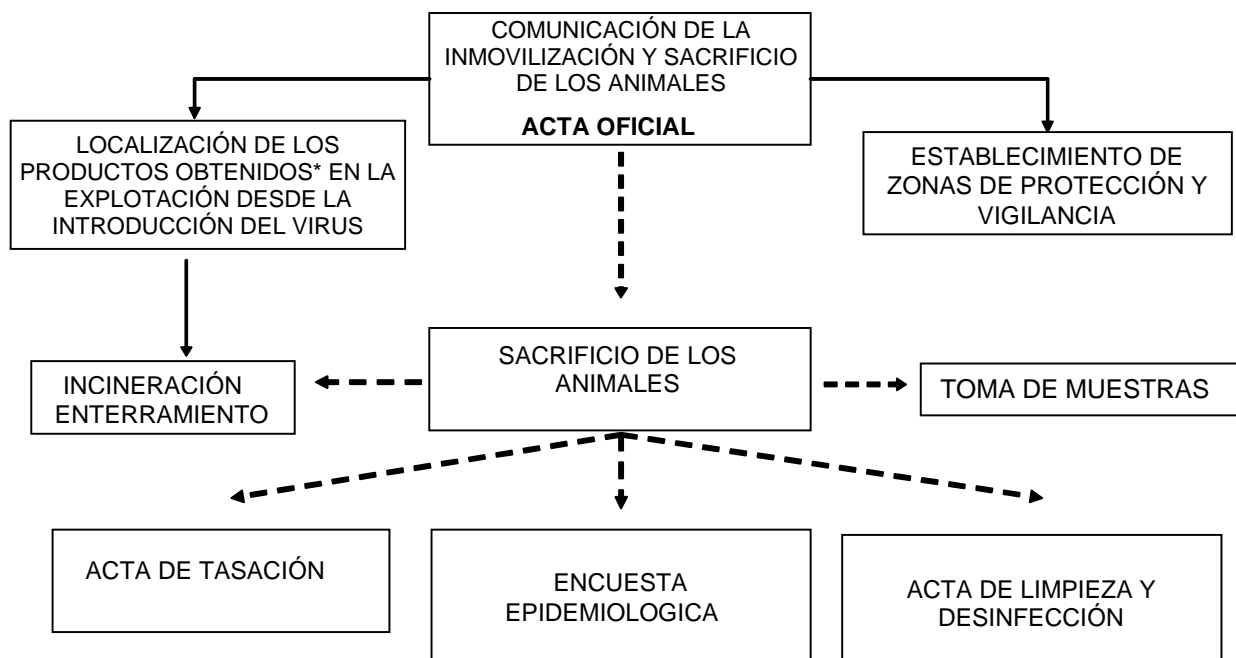 COMUNICACIÓN DE LA
INMOVILIZACIÓN Y SACRIFICIO
DE LOS ANIMALES
ACTA OFICIAL
LOCALIZACIÓN DE LOS
PRODUCTOS OBTENIDOS* EN LA
EXPLOTACIÓN DESDE LA
INTRODUCCIÓN DEL VIRUS
ESTABLECIMIENTO DE
ZONAS DE PROTECCIÓN Y
VIGILANCIA
INCINERACIÓN
ENTERRAMIENTO
SACRIFICIO DE LOS
ANIMALES
TOMA DE MUESTRAS
ACTA DE TASACIÓN
ENCUESTA
EPIDEMIOLOGICA
ACTA DE LIMPIEZA Y
DESINFECCIÓN